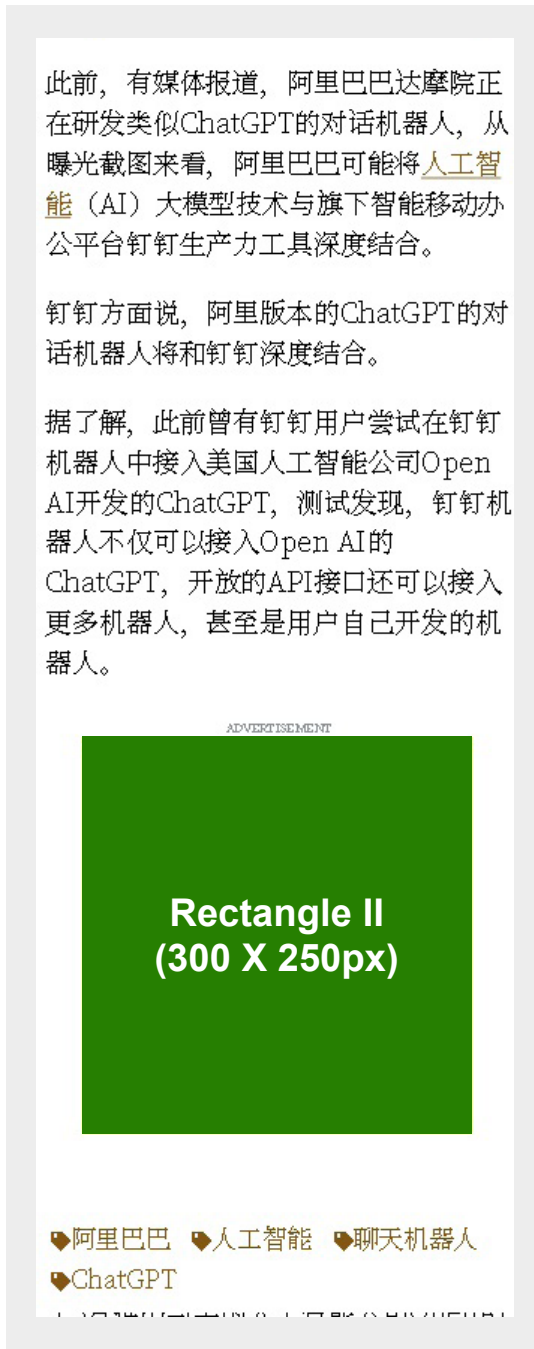 此前，有媒体报道，阿里巴巴达摩院正
在研发类似ChatGPT的对话机器人，从
曝光截图来看，阿里巴巴可能将人工智
能（AI）大模型技术与旗下智能移动办
公平台钉钉生产力工具深度结合。
钉钉方面说，阿里版本的ChatGPT的对
话机器人将和钉钉深度结合。
据了解，此前曾有钉钉用户尝试在钉钉
机器人中接入美国人工智能公司Open
AI开发的ChatGPT，测试发现，钉钉机
器人不仅可以接入Open AI的
ChatGPT，开放的API接口还可以接入
更多机器人，甚至是用户自己开发的机
器人。
ADVERTISEMENT
Rectangle II
(300 X 250px)
阿里巴巴 人工智能 聊天机器人
ChatGPT